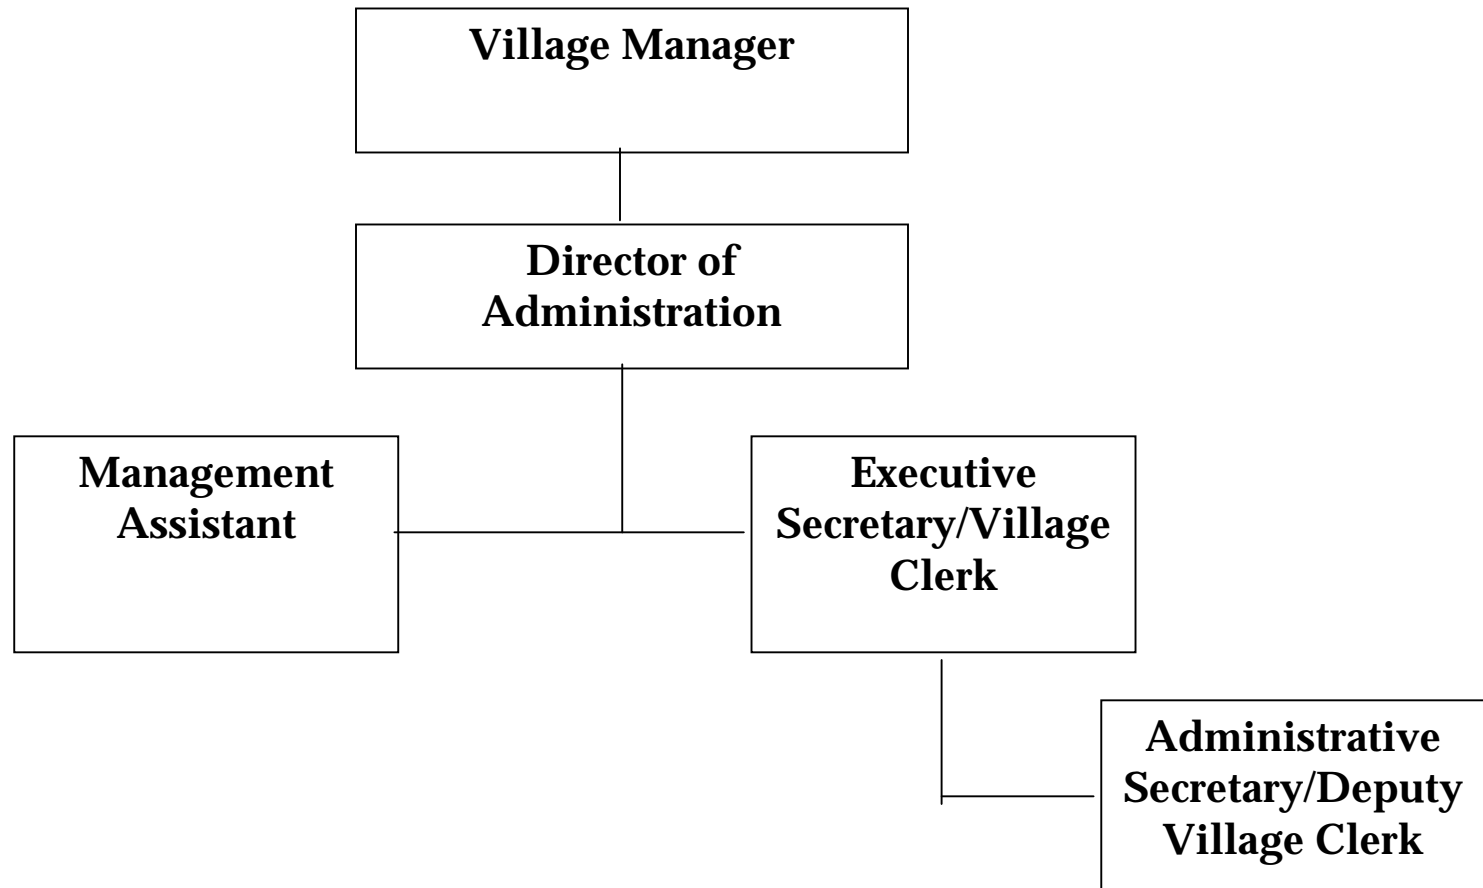 Village Manager
Director of
Administration
Management
Assistant
Executive
Secretary/Village
Clerk
Administrative
Secretary/Deputy
Village Clerk